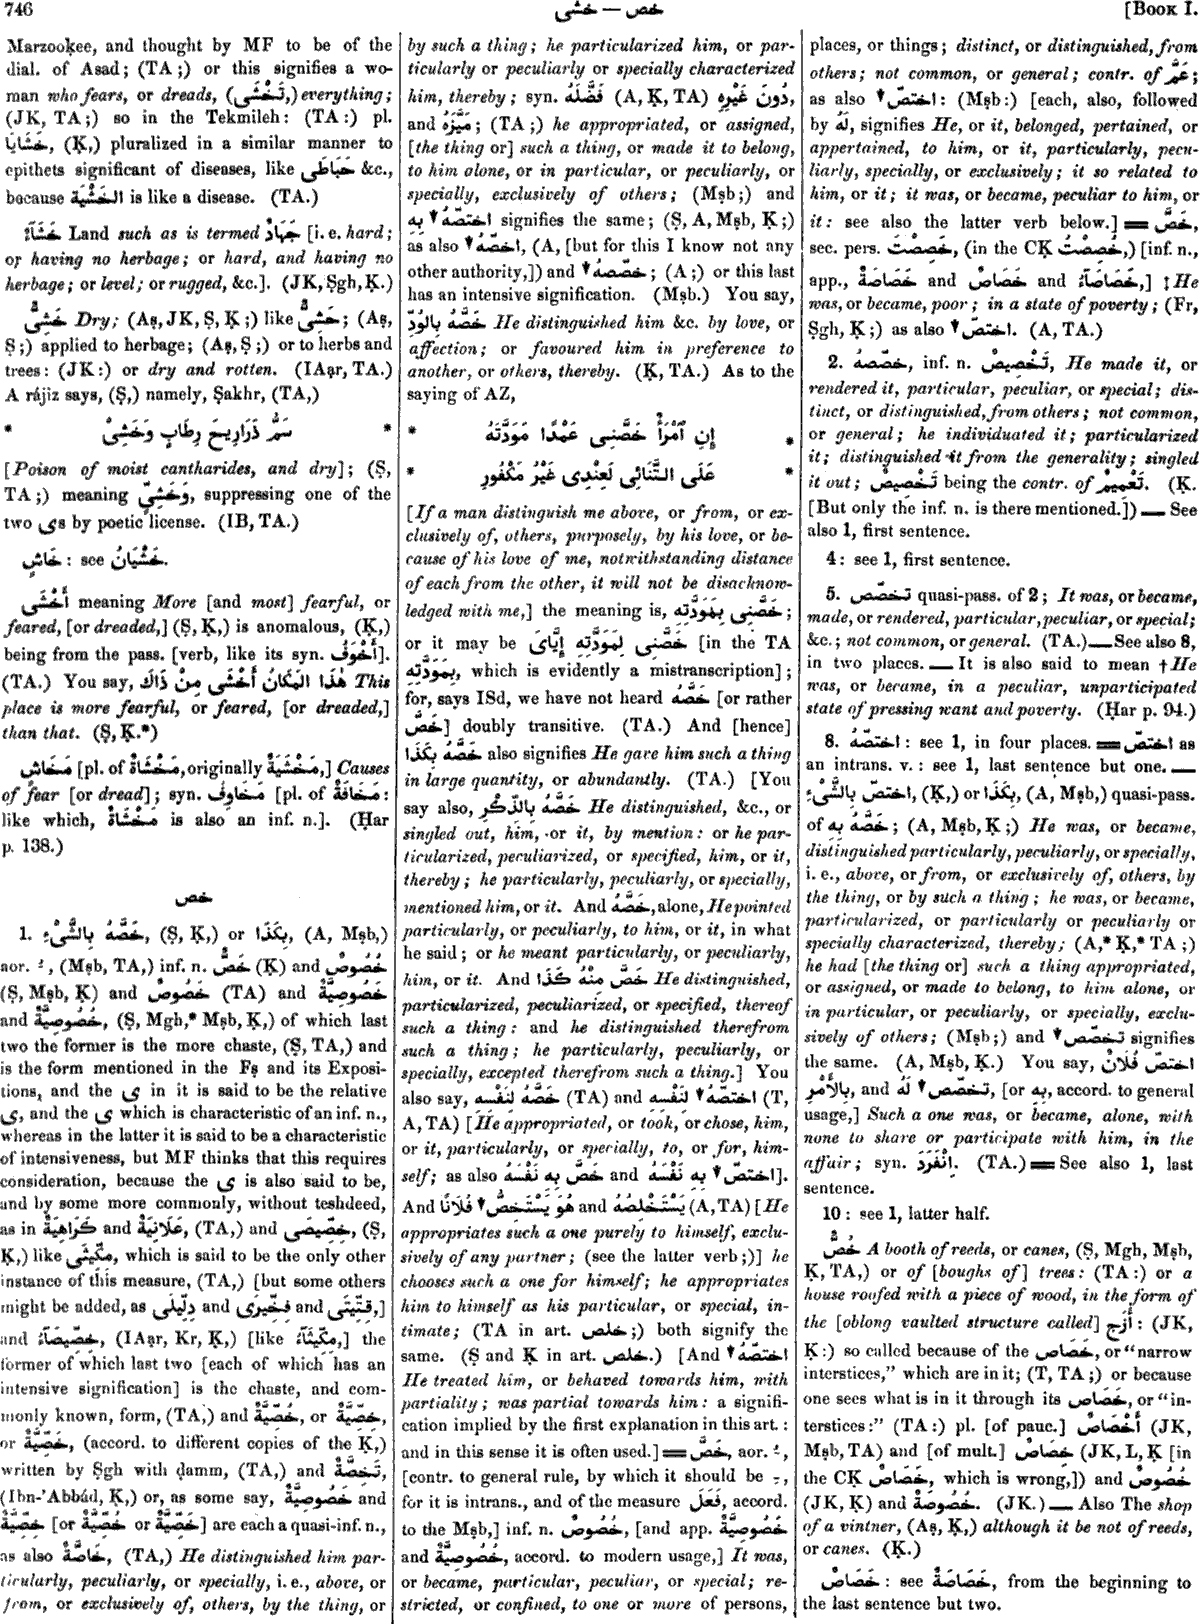 746
خص — خشى
[BOOK I.
Marzooḳee, and thought by MF to be of the
dial. of Asad; (TA;) or this signifies a wo-
man who fears, or dreads, (تَخْشَى,) everything;
(JK, TA;) so in the Tekmileh: (TA:) pl.
خَشَايَا, (Ḳ,) pluralized in a similar manner to
epithets significant of diseases, like حَبَاطَى &c.,
because الخَشْيَةُ is like a disease. (TA.)
خَشَآءٌ Land such as is termed جَهَادٌ [i. e. hard;
or having no herbage; or hard, and having no
herbage; or level; or rugged, &c.]. (JK, Ṣgh, Ḳ.)
خَشِىٌّ Dry; (Aṣ, JK, Ṣ, Ḳ;) like حَشِىٌّ; (Aṣ,
Ṣ;) applied to herbage; (Aṣ, Ṣ;) or to herbs and
trees: (JK:) or dry and rotten. (IAạr, TA.)
A rájiz says, (Ṣ,) namely, Ṣakhr, (TA,)
* سَمُّ ذَرَارِيحَ رِطَابٍ وَخَشِىْ *
[Poison of moist cantharides, and dry]; (Ṣ,
TA;) meaning وَخَشِىّ, suppressing one of the
two ىs by poetic license. (IB, TA.)
خَاشٍ: see خَشْيَانُ.
أَخْشَى meaning More [and most] fearful, or
feared, [or dreaded,] (Ṣ, Ḳ,) is anomalous, (Ḳ,)
being from the pass. [verb, like its syn. أَخْوَفُ].
(TA.) You say, هٰذَا المَكَانُ أَخْشَى مِنْ ذَاكَ This
place is more fearful, or feared, [or dreaded,]
than that. (Ṣ, Ḳ.*)
مَخَاشٍ [pl. of مَخْشَاةٌ, originally مَخْشَيَةٌ,] Causes
of fear [or dread]; syn. مَخَاوِفُ [pl. of مَخَافَةٌ:
like which, مَخْشَاةٌ is also an inf. n.]. (Ḥar
p. 138.)
خص
1. خَصَّهُ بِالشَّىْءِ, (Ṣ, Ḳ,) or بِكَذَا, (A, Mṣb,)
aor. ـُ, (Mṣb, TA,) inf. n. خَصٌّ (Ḳ) and خُصُوصٌ
(Ṣ, Mṣb, Ḳ) and خَصُوصٌ (TA) and خَصُوصِيَّةٌ
and خُصُوصِيَّةٌ, (Ṣ, Mgh,* Mṣb, Ḳ,) of which last
two the former is the more chaste, (Ṣ, TA,) and
is the form mentioned in the Fṣ and its Exposi-
tions, and the ى in it is said to be the relative
ى, and the ى which is characteristic of an inf. n.,
whereas in the latter it is said to be a characteristic
of intensiveness, but MF thinks that this requires
consideration, because the ى is also said to be,
and by some more commonly, without teshdeed,
as in كَرَاهِيَةٌ and عَلَانِيَةٌ, (TA,) and خِصِّيصَى, (Ṣ,
Ḳ,) like مِكِّيثَى, which is said to be the only other
instance of this measure, (TA,) [but some others
might be added, as دِلِّيلَى and فِخِّيرَى and قِتِّيتَى,]
and خِصِّيصَآءُ, (IAạr, Kr, Ḳ,) [like مِكِّيثَآءُ,] the
former of which last two [each of which has an
intensive signification] is the chaste, and com-
monly known, form, (TA,) and خُصِّيَّةٌ, or خَصِّيَّةٌ,
or خَصِيَّةٌ, (accord. to different copies of the Ḳ,)
written by Ṣgh with ḍamm, (TA,) and تَخِصَّةٌ,
(Ibn-'Abbád, Ḳ,) or, as some say, خَصُوصِيَةٌ and
خَصِيَّةٌ [or خُصِيَّةٌ or خَصِّيَّةٌ] are each a quasi-inf. n.,
as also خَاصَّةٌ, (TA,) He distinguished him par-
ticularly, peculiarly, or specially, i. e., above, or
from, or exclusively of, others, by the thing, or
by such a thing; he particularized him, or par-
ticularly or peculiarly or specially characterized
him, thereby; syn. فَضَّلَهُ (A, Ḳ, TA) دُونَ غَيْرِهِ,
and مَيَّزَهُ; (TA;) he appropriated, or assigned,
[the thing or] such a thing, or made it to belong,
to him alone, or in particular, or peculiarly, or
specially, exclusively of others; (Mṣb;) and
اختصّهُ▼ بِهِ signifies the same; (Ṣ, A, Mṣb, Ḳ;)
as also اختصّهُ▼, (A, [but for this I know not any
other authority,]) and خصّصهُ▼; (A;) or this last
has an intensive signification. (Mṣb.) You say,
خَصَّهُ بِالوُدِّ He distinguished him &c. by love, or
affection; or favoured him in preference to
another, or others, thereby. (Ḳ, TA.) As to the
saying of AZ,
* إِنِ ٱمْرَأٌ خَصَّنِى عَمْدًا مَوَدَّتَهُ *
* عَلَى التَّنَائِى لَعِنْدِى غَيْرُ مَكْفُورِ *
[If a man distinguish me above, or from, or ex-
clusively of, others, purposely, by his love, or be-
cause of his love of me, notwithstanding distance
of each from the other, it will not be disacknow-
ledged with me,] the meaning is, خَصَّنِى بِمَوَدَّتِهِ;
or it may be خَصَّنِى لِمَوَدَّتِهِ إِيَّاىَ [in the TA
بِمَوَدَّتِهِ, which is evidently a mistranscription];
for, says ISd, we have not heard خَصَّهُ [or rather
خَصَّ] doubly transitive. (TA.) And [hence]
خَصَّهُ بِكَذَا also signifies He gave him such a thing
in large quantity, or abundantly. (TA.) [You
say also, خَصَّهُ بِالذِّكْرِ He distinguished, &c., or
singled out, him, or it, by mention: or he par-
ticularized, peculiarized, or specified, him, or it,
thereby; he particularly, peculiarly, or specially,
mentioned him, or it. And خَصَّهُ, alone, He pointed
particularly, or peculiarly, to him, or it, in what
he said; or he meant particularly, or peculiarly,
him, or it. And خَصَّ مِنْهُ كَذَا He distinguished,
particularized, peculiarized, or specified, thereof
such a thing: and he distinguished therefrom
such a thing; he particularly, peculiarly, or
specially, excepted therefrom such a thing.] You
also say, خَصَّهُ لِنَفْسِهِ (TA) and اختصّهُ▼ لِنَفْسِهِ (T,
A, TA) [He appropriated, or took, or chose, him,
or it, particularly, or specially, to, or for, him-
self; as also خَصَّ بِهِ نَفْسَهُ and اختصّ▼ بِهِ نَفْسَهُ].
And هُوَ يَسْتَخِصُّ▼ فُلَانًا and يَسْتَخْلِصُهُ (A, TA) [He
appropriates such a one purely to himself, exclu-
sively of any partner; (see the latter verb;)] he
chooses such a one for himself; he appropriates
him to himself as his particular, or special, in-
timate; (TA in art. خلص;) both signify the
same. (Ṣ and Ḳ in art. خلص.) [And اختصّهُ▼
He treated him, or behaved towards him, with
partiality; was partial towards him: a signifi-
cation implied by the first explanation in this art.:
and in this sense it is often used.] ═ خَصَّ, aor. ـُ,
[contr. to general rule, by which it should be ـِ,
for it is intrans., and of the measure فَعَلَ, accord.
to the Mṣb,] inf. n. خُصُوصٌ, [and app. خَصُوصِيَّةٌ
and خُصُوصِيَّةٌ, accord. to modern usage,] It was,
or became, particular, peculiar, or special; re-
stricted, or confined, to one or more of persons,
places, or things; distinct, or distinguished, from
others; not common, or general; contr. of عَمَّ;
as also اختصّ▼: (Mṣb:) [each, also, followed
by لَهُ, signifies He, or it, belonged, pertained, or
appertained, to him, or it, particularly, pecu-
liarly, specially, or exclusively; it so related to
him, or it; it was, or became, peculiar to him, or
it: see also the latter verb below.] ═ خَصَّ,
sec. pers. خَصِصْتَ, (in the CḲ خُصِصْتُ,) [inf. n.,
app., خَصَاصَةٌ and خَصَاصٌ and خَصَاصَآءُ,] ‡ He
was, or became, poor; in a state of poverty; (Fr,
Ṣgh, Ḳ;) as also اختصّ▼. (A, TA.)
2. خصّصهُ, inf. n. تَخْصِيصٌ, He made it, or
rendered it, particular, peculiar, or special; dis-
tinct, or distinguished, from others; not common,
or general; he individuated it; particularized
it; distinguished it from the generality; singled
it out; تَخْصِيصٌ being the contr. of تَعْمِيمٌ. (Ḳ.
[But only the inf. n. is there mentioned.]) — See
also 1, first sentence.
4: see 1, first sentence.
5. تخصّص quasi-pass. of 2; It was, or became,
made, or rendered, particular, peculiar, or special;
&c.; not common, or general. (TA.) — See also 8,
in two places. — It is also said to mean † He
was, or became, in a peculiar, unparticipated
state of pressing want and poverty. (Ḥar p. 94.)
8. اختصّهُ: see 1, in four places. ═ اختصّ as
an intrans. v.: see 1, last sentence but one. —
اختصّ بِالشَّىْءِ, (Ḳ,) or بِكَذَا, (A, Mṣb,) quasi-pass.
of خَصَّهُ بِهِ; (A, Mṣb, Ḳ;) He was, or became,
distinguished particularly, peculiarly, or specially,
i. e., above, or from, or exclusively of, others, by
the thing, or by such a thing; he was, or became,
particularized, or particularly or peculiarly or
specially characterized, thereby; (A,* Ḳ,* TA;)
he had [the thing or] such a thing appropriated,
or assigned, or made to belong, to him alone, or
in particular, or peculiarly, or specially, exclu-
sively of others; (Mṣb;) and تخصّص▼ signifies
the same. (A, Mṣb, Ḳ.) You say, اختصّ فُلَانٌ
بِالأَمْرِ, and تخصّص▼ لَهُ, [or بِهِ, accord. to general
usage,] Such a one was, or became, alone, with
none to share or participate with him, in the
affair; syn. اِنْفَرَدَ. (TA.) ═ See also 1, last
sentence.
10: see 1, latter half.
خُصٌّ A booth of reeds, or canes, (Ṣ, Mgh, Mṣb,
Ḳ, TA,) or of [boughs of] trees: (TA:) or a
house roofed with a piece of wood, in the form of
the [oblong vaulted structure called] أَزَج: (JK,
Ḳ:) so called because of the خَصَاص, or "narrow
interstices," which are in it; (T, TA;) or because
one sees what is in it through its خَصَاص, or "in-
terstices:" (TA:) pl. [of pauc.] أَخْصَاصٌ (JK,
Mṣb, TA) and [of mult.] خِصَاصٌ (JK, L, Ḳ [in
the CḲ خَصَاص, which is wrong,]) and خُصُوصٌ
(JK, Ḳ) and خُصُوصَةٌ. (JK.) — Also The shop
of a vintner, (Aṣ, Ḳ,) although it be not of reeds,
or canes. (Ḳ.)
خَصَاصٌ: see خَصَاصَةٌ, from the beginning to
the last sentence but two.